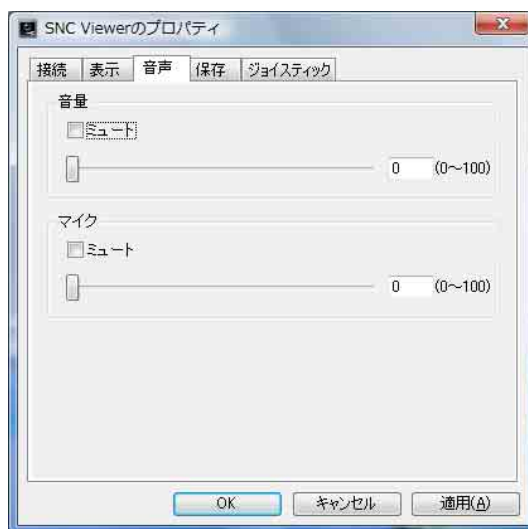 SNC Viewerのプロパティ
接続 表示 音声 保存 ジョイスティック
音量
ミュート
0 (0～100)
マイク
ミュート
0 (0～100)
OK キャンセル 適用(A)